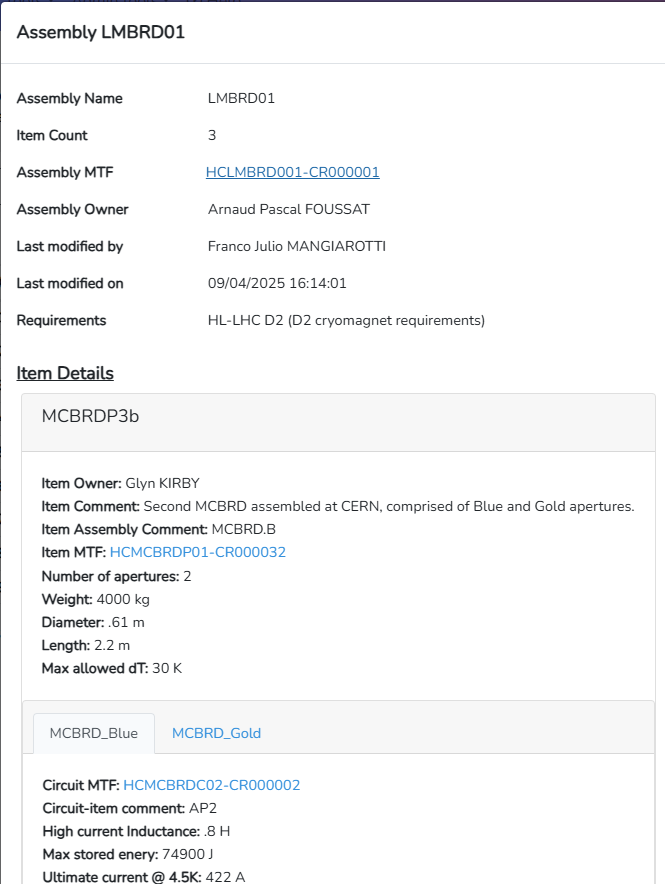 Assembly LMBRD01
Assembly Name LMBRD01
Item Count 3
Assembly MTF HCLMBRD001-CR000001
Assembly Owner Arnaud Pascal FOUSSAT
Last modified by Franco Julio MANGIAROTTI
Last modified on 09/04/2025 16:14:01
Requirements HL-LHC D2 (D2 cryomagnet requirements)
Item Details
MCBRDP3b
Item Owner: Glyn KIRBY
Item Comment: Second MCBRD assembled at CERN, comprised of Blue and Gold apertures.
Item Assembly Comment: MCBRD.B
Item MTF: HCMCBRDP01-CR000032
Number of apertures: 2
Weight: 4000 kg
Diameter: .61 m
Length: 2.2 m
Max allowed dT: 30 K
MCBRD_Blue MCBRD_Gold
Circuit MTF: HCMCBRDC02-CR000002
Circuit-item comment: AP2
High current Inductance: .8 H
Max stored enery: 74900 J
Ultimate current @ 4.5K: 422 A